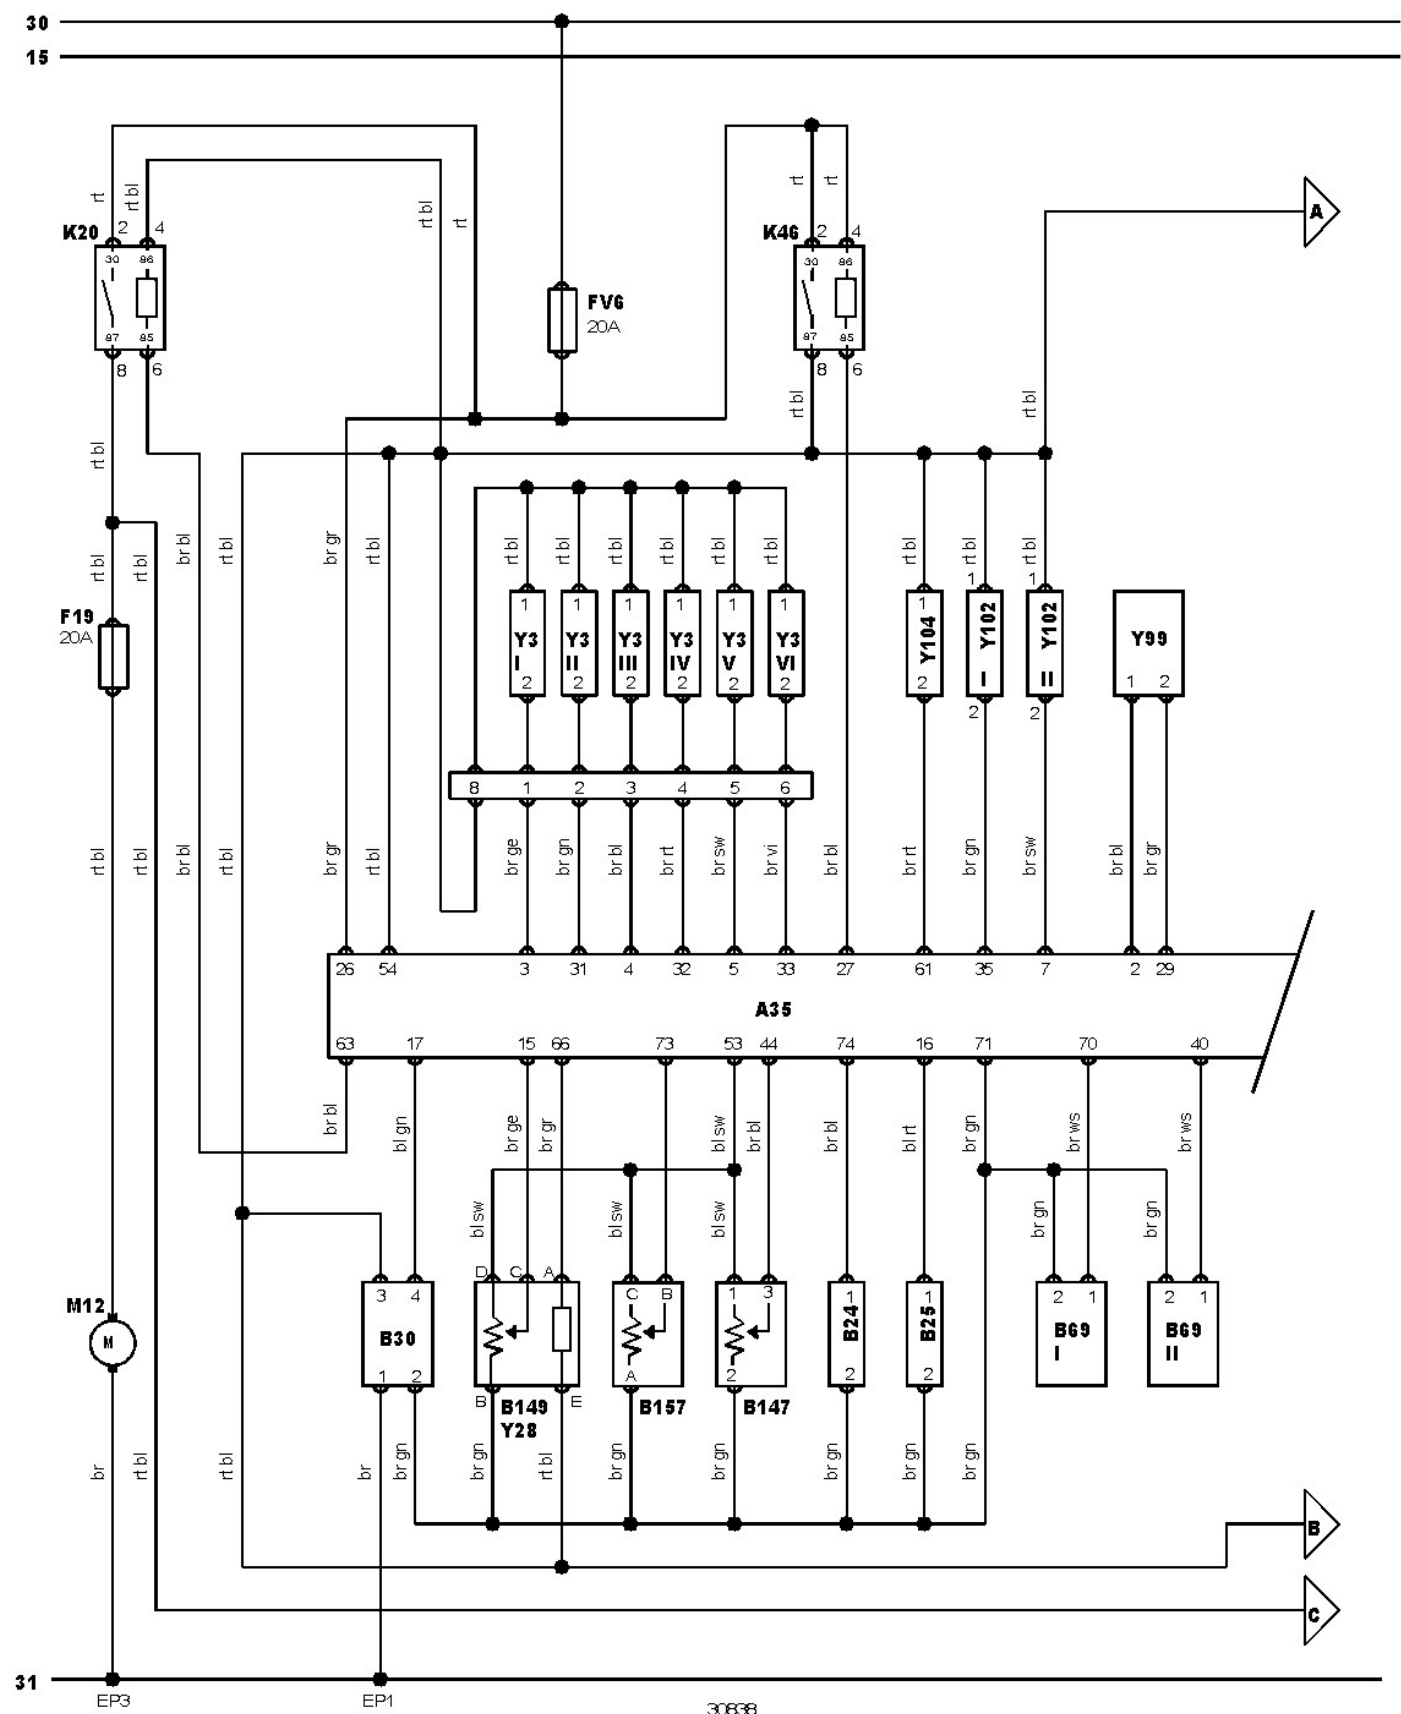 30
15
rt
rt bl
rt bl
rt
rt
rt
A
K20
2
4
K46
2
4
30
86
30
86
FV6
20A
87
85
87
85
8
6
8
6
rt bl
rt bl
rt bl
rt bl
rt bl
br bl
rt bl
br gr
rt bl
rt bl
rt bl
rt bl
rt bl
rt bl
rt bl
rt bl
rt bl
rt bl
1
1
F19
20A
1
1
1
1
1
1
1
Y3
I
Y3
II
Y3
III
Y3
IV
Y3
V
Y3
VI
Y104
Y102
I
Y102
II
Y99
2
2
2
2
2
2
2
1
2
2
2
8
1
2
3
4
5
6
rt bl
rt bl
br bl
rt bl
br gr
rt bl
br ge
br gn
br bl
br rt
br sw
br vi
br bl
br rt
br gn
br sw
br bl
br gr
26
54
3
31
4
32
5
33
27
61
35
7
2
29
A35
63
17
15
66
73
53
44
74
16
71
70
40
br bl
bl gn
br ge
br gr
bl sw
br bl
br bl
bl rt
br gn
br ws
br ws
bl sw
bl sw
bl sw
br gn
br gn
D
C
A
3
4
C
B
1
3
1
1
2
1
2
1
M12
M
B30
B24
B25
B69
I
B69
II
1
2
A
2
2
2
B
E
B149
Y28
B157
B147
br
rt bl
rt bl
br
br gn
br gn
rt bl
br gn
br gn
br gn
br gn
br gn
B
C
31
EP3
EP1
30838